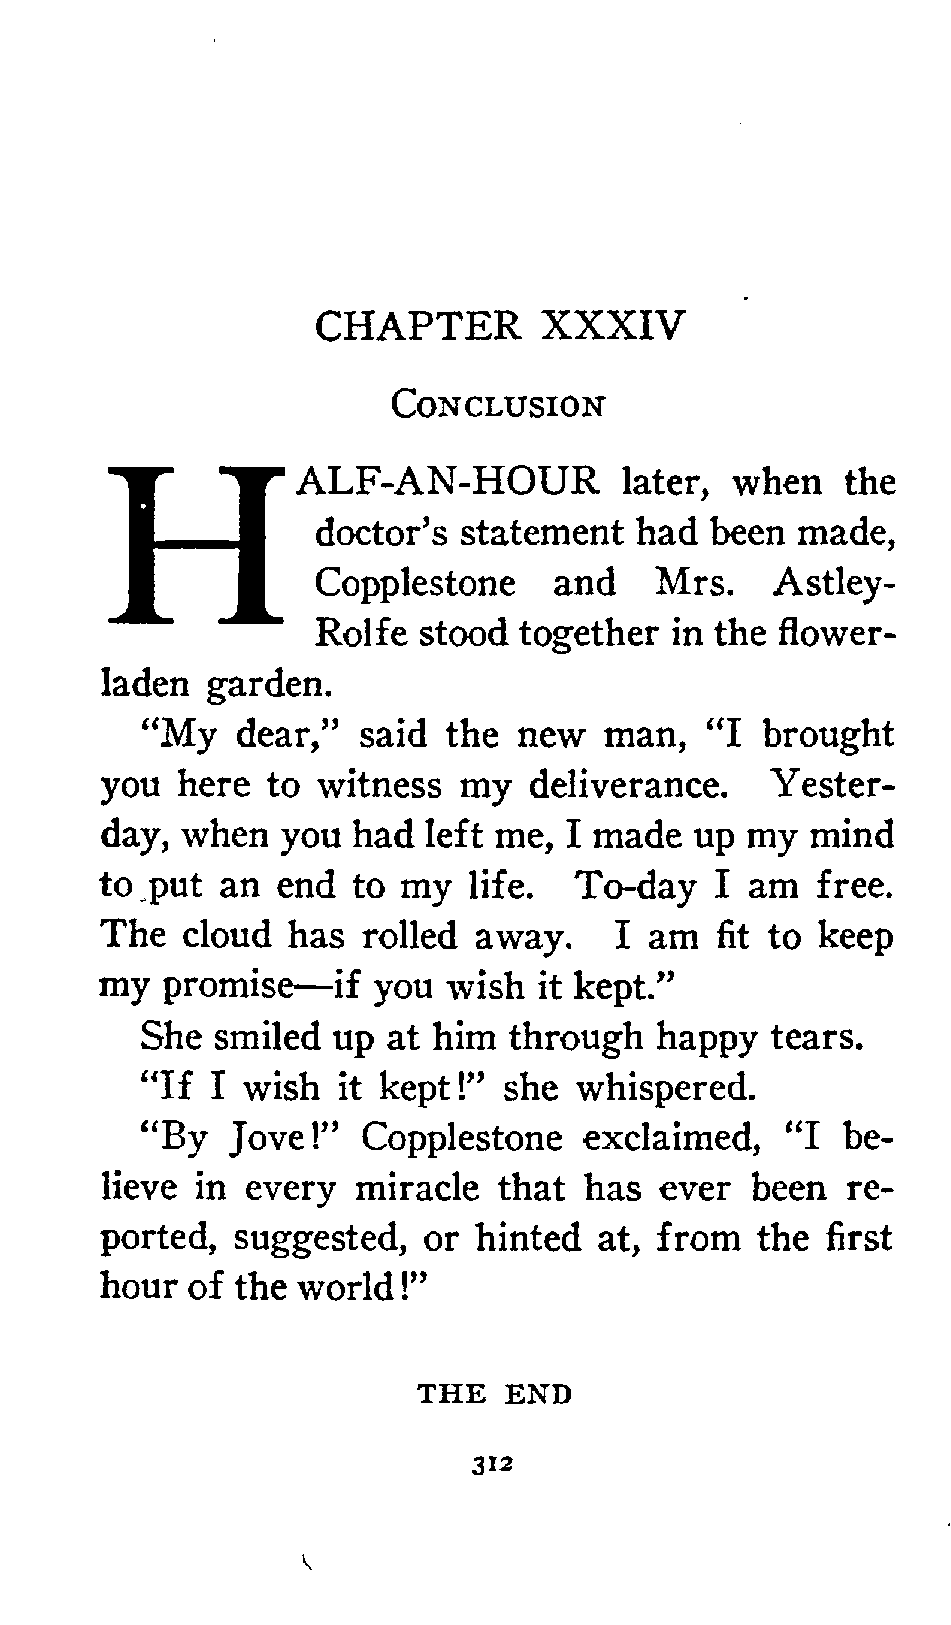 CHAPTER XXXIV
CONCLUSION
HALF-AN-HOUR later, when the
doctor's statement had been made,
Copplestone and Mrs. Astley-
Rolfe stood together in the flower-
laden garden.
"My dear," said the new man, "I brought
you here to witness my deliverance. Yester-
day, when you had left me, I made up my mind
to put an end to my life. To-day I am free.
The cloud has rolled away. I am fit to keep
my promise—if you wish it kept."
She smiled up at him through happy tears.
"If I wish it kept!" she whispered.
"By Jove!" Copplestone exclaimed, "I be-
lieve in every miracle that has ever been re-
ported, suggested, or hinted at, from the first
hour of the world!"
THE END
312